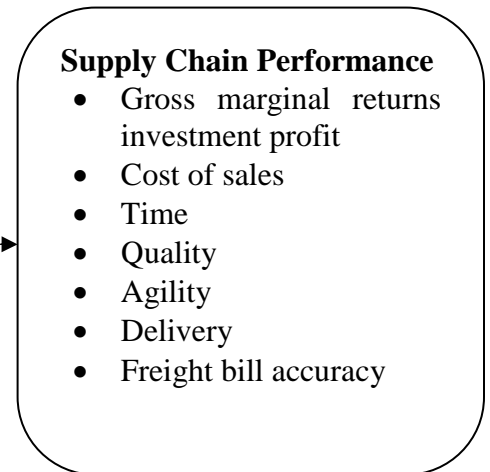 Supply Chain Performance
• Gross marginal returns
investment profit
• Cost of sales
• Time
• Quality
• Agility
• Delivery
• Freight bill accuracy